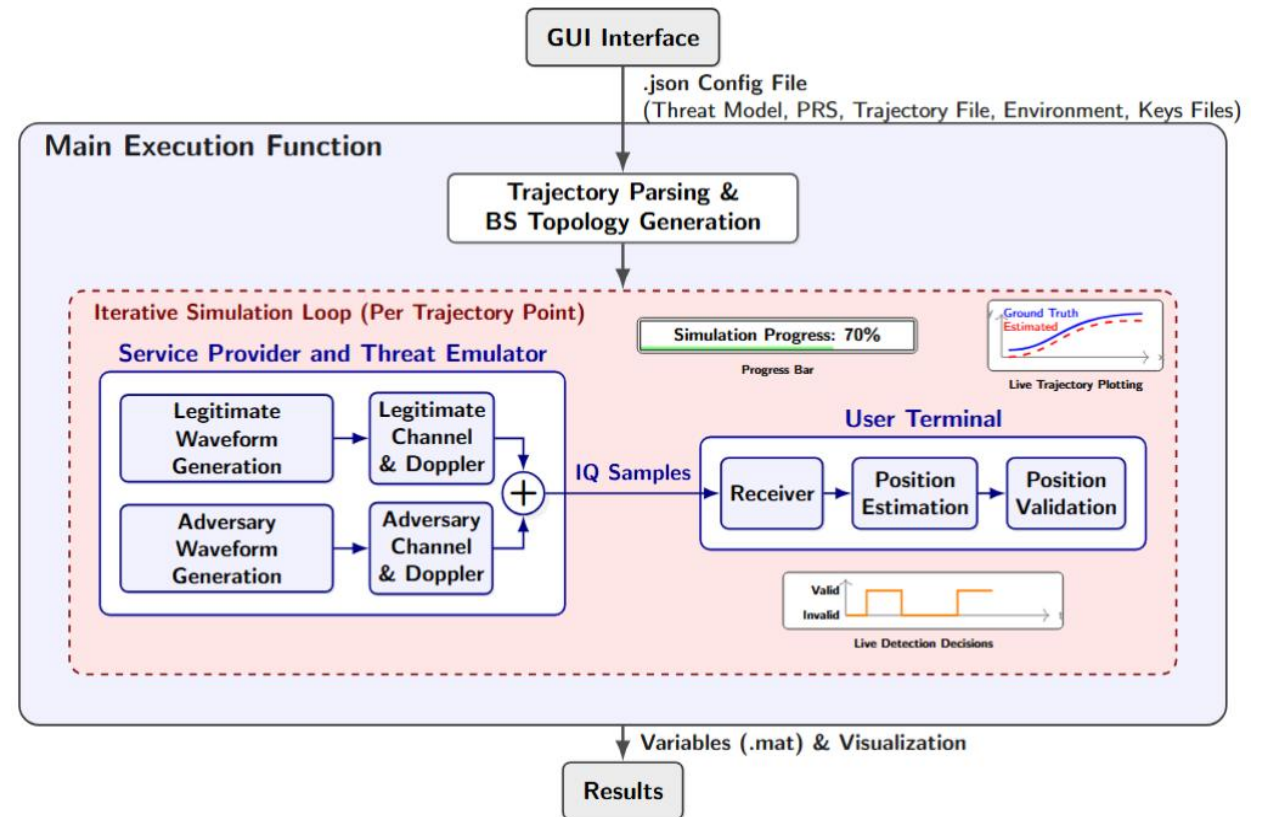 GUI Interface
.json Config File
(Threat Model, PRS, Trajectory File, Environment, Keys Files)
Main Execution Function
Trajectory Parsing &
BS Topology Generation
Iterative Simulation Loop (Per Trajectory Point)
Simulation Progress: 70%
Progress Bar
Ground Truth
Estimated
x
Live Trajectory Plotting
Service Provider and Threat Emulator
Legitimate
Waveform
Generation
Legitimate
Channel
& Doppler
Adversary
Waveform
Generation
Adversary
Channel
& Doppler
+
IQ Samples
User Terminal
Receiver
Position
Estimation
Position
Validation
Valid
Invalid
t
Live Detection Decisions
Variables (.mat) & Visualization
Results